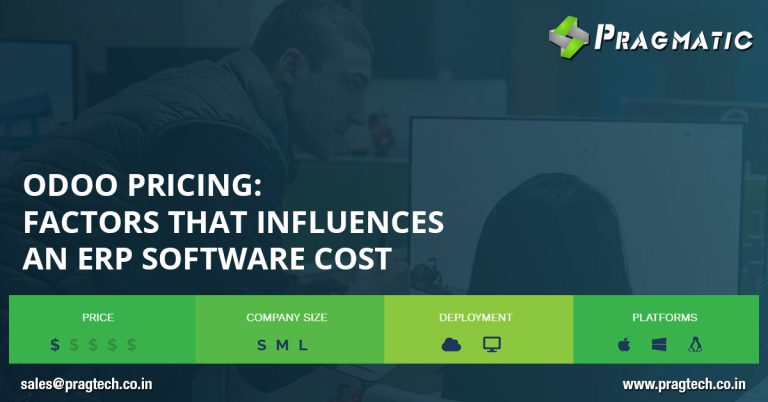 PRAGMATIC
ODOO PRICING:
FACTORS THAT INFLUENCES
AN ERP SOFTWARE COST
PRICE
COMPANY SIZE
DEPLOYMENT
PLATFORMS
$ $ $ $ $
S M L
sales@pragtech.co.in
www.pragtech.co.in